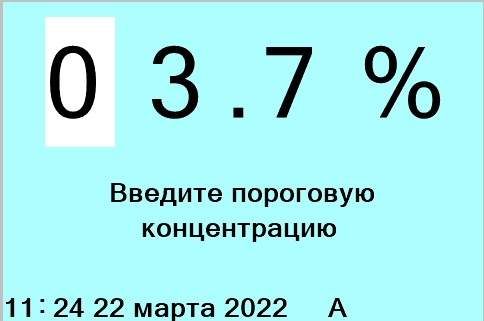 0 3 . 7 %
Введите пороговую
концентрацию
11: 24 22 марта 2022 А